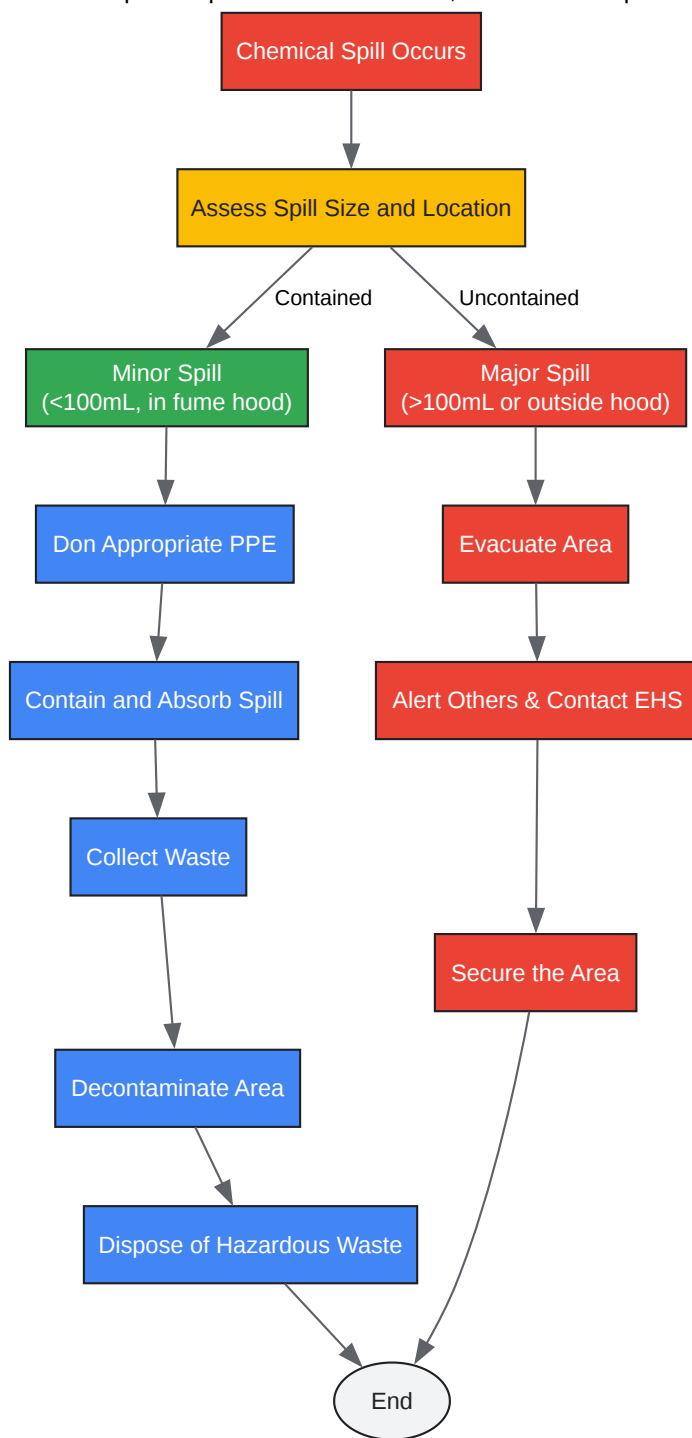 Chemical Spill Occurs
Assess Spill Size and Location
Contained
Uncontained
Minor Spill
(<100mL, in fume hood)
Major Spill
(>100mL or outside hood)
Don Appropriate PPE
Evacuate Area
Contain and Absorb Spill
Alert Others & Contact EHS
Collect Waste
Secure the Area
Decontaminate Area
Dispose of Hazardous Waste
End